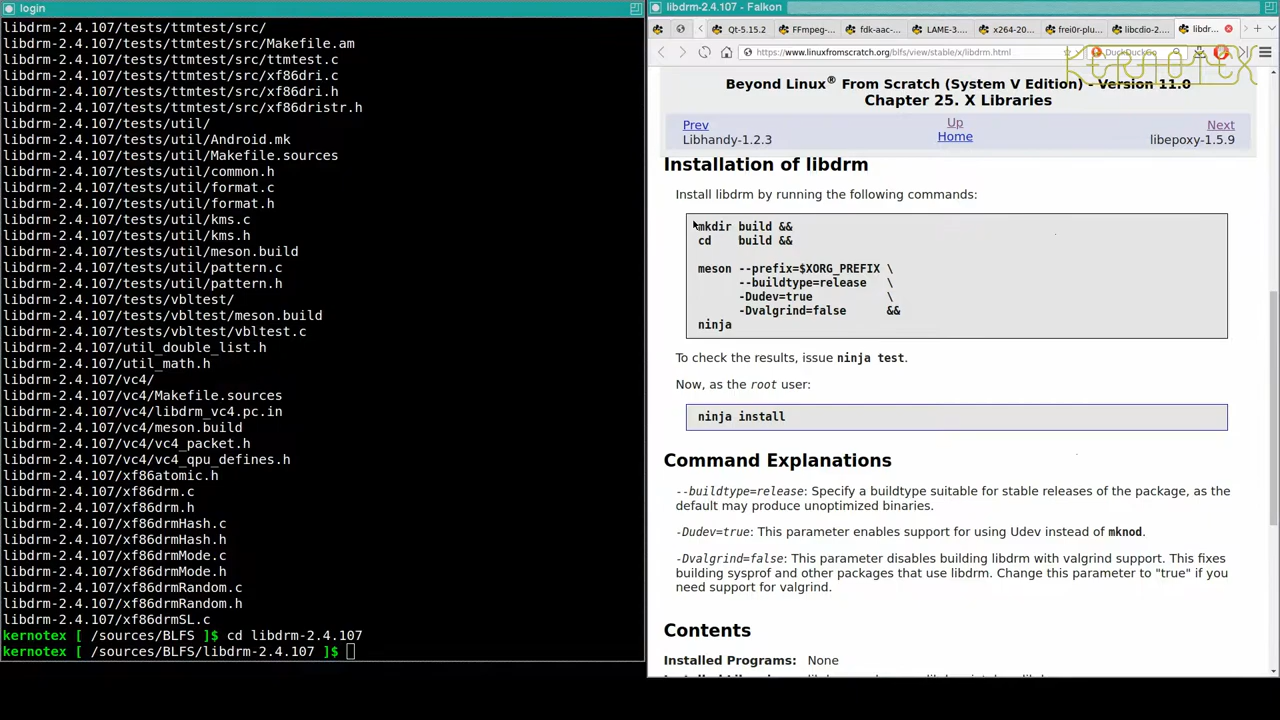 login
libdrm-2.4.107/tests/ttmtest/src/
libdrm-2.4.107/tests/ttmtest/src/Makefile.am
libdrm-2.4.107/tests/ttmtest/src/ttmtest.c
libdrm-2.4.107/tests/ttmtest/src/xf86dri.c
libdrm-2.4.107/tests/ttmtest/src/xf86dri.h
libdrm-2.4.107/tests/ttmtest/src/xf86dristr.h
libdrm-2.4.107/tests/util/
libdrm-2.4.107/tests/util/Android.mk
libdrm-2.4.107/tests/util/Makefile.sources
libdrm-2.4.107/tests/util/common.h
libdrm-2.4.107/tests/util/format.c
libdrm-2.4.107/tests/util/format.h
libdrm-2.4.107/tests/util/kms.c
libdrm-2.4.107/tests/util/kms.h
libdrm-2.4.107/tests/util/meson.build
libdrm-2.4.107/tests/util/pattern.c
libdrm-2.4.107/tests/util/pattern.h
libdrm-2.4.107/tests/vbltest/
libdrm-2.4.107/tests/vbltest/meson.build
libdrm-2.4.107/tests/vbltest/vbltest.c
libdrm-2.4.107/util_double_list.h
libdrm-2.4.107/util_math.h
libdrm-2.4.107/vc4/
libdrm-2.4.107/vc4/Makefile.sources
libdrm-2.4.107/vc4/libdrm_vc4.pc.in
libdrm-2.4.107/vc4/meson.build
libdrm-2.4.107/vc4/vc4_packet.h
libdrm-2.4.107/vc4/vc4_qpu_defines.h
libdrm-2.4.107/xf86atomic.h
libdrm-2.4.107/xf86drm.c
libdrm-2.4.107/xf86drm.h
libdrm-2.4.107/xf86drmHash.c
libdrm-2.4.107/xf86drmHash.h
libdrm-2.4.107/xf86drmMode.c
libdrm-2.4.107/xf86drmMode.h
libdrm-2.4.107/xf86drmRandom.c
libdrm-2.4.107/xf86drmRandom.h
libdrm-2.4.107/xf86drmSL.c
kernotex [ /sources/BLFS ]$ cd libdrm-2.4.107
kernotex [ /sources/BLFS/libdrm-2.4.107 ]$
libdrm-2.4.107 - Falkon
Qt-5.15.2 FFmpeg-... fdk-aac-... LAME-3.... x264-20... frei0r-plu... libcdio-2.... libdr...
https://www.linuxfromscratch.org/blfs/view/stable/x/libdrm.html DuckDuckGo
KERNOTEX
Beyond Linux® From Scratch (System V Edition) - Version 11.0
Chapter 25. X Libraries
Prev Up Next
Libhandy-1.2.3 Home libepoxy-1.5.9
Installation of libdrm
Install libdrm by running the following commands:
mkdir build &&
cd    build &&
meson --prefix=$XORG_PREFIX \
--buildtype=release   \
-Dudev=true           \
-Dvalgrind=false      &&
ninja
To check the results, issue ninja test.
Now, as the root user:
ninja install
Command Explanations
--buildtype=release: Specify a buildtype suitable for stable releases of the package, as the
default may produce unoptimized binaries.
-Dudev=true: This parameter enables support for using Udev instead of mknod.
-Dvalgrind=false: This parameter disables building libdrm with valgrind support. This fixes
building sysprof and other packages that use libdrm. Change this parameter to "true" if you
need support for valgrind.
Contents
Installed Programs: None